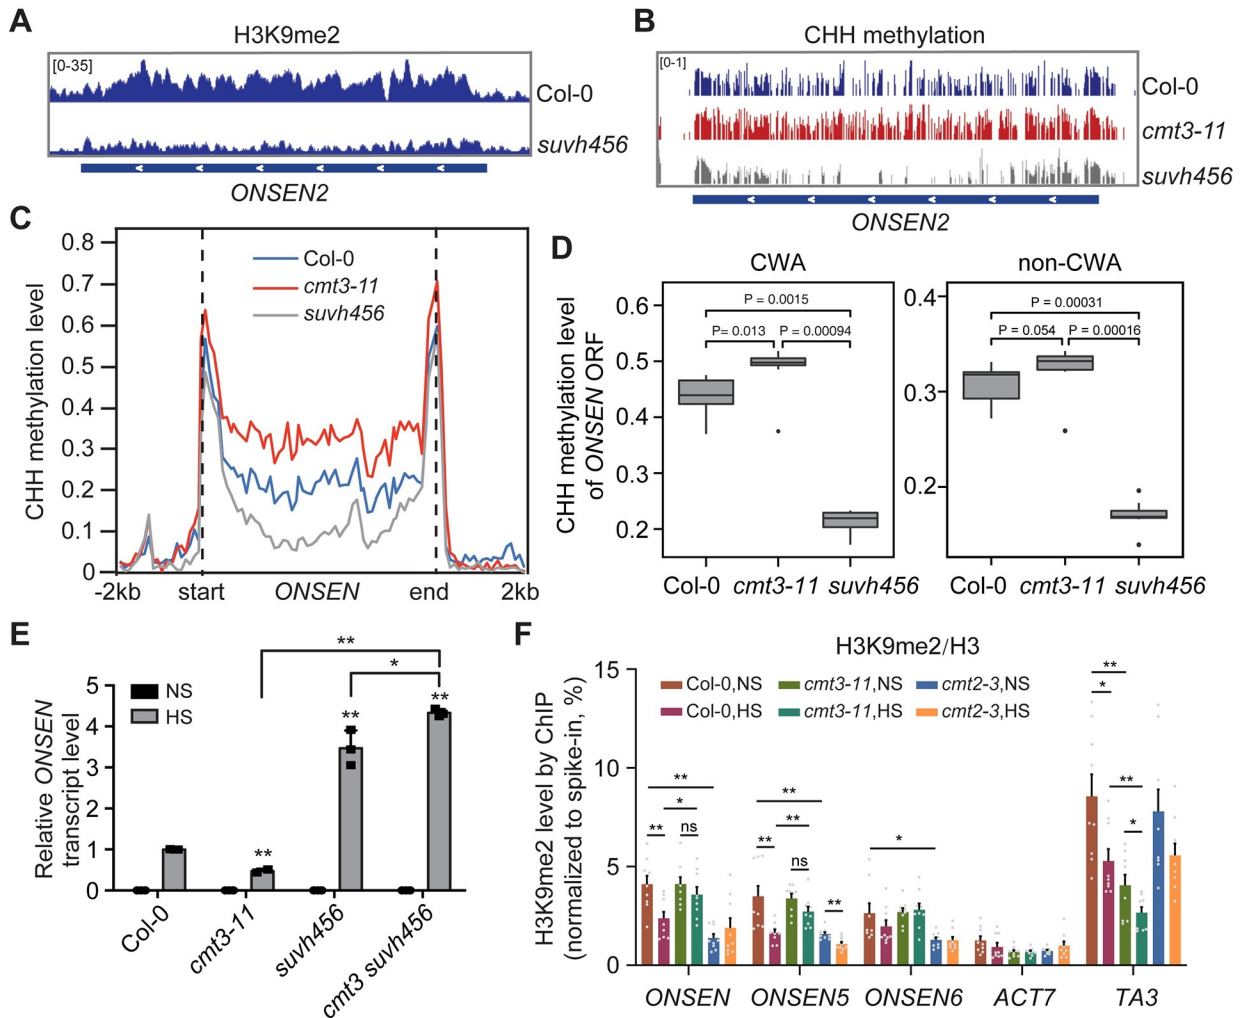 A
H3K9me2
[0-35]
Col-0
suvh456
ONSEN2
B
CHH methylation
[0-1]
Col-0
cmt3-11
suvh456
ONSEN2
C
CHH methylation level
0.8
0.7
0.6
0.5
0.4
0.3
0.2
0.1
0
Col-0
cmt3-11
suvh456
-2kb
start
ONSEN
end
2kb
D
CHH methylation level
of ONSEN ORF
CWA
0.6
0.5
0.4
0.3
0.2
P = 0.0015
P= 0.013
P = 0.00094
Col-0
cmt3-11
suvh456
non-CWA
0.4
0.3
0.2
P = 0.00031
P = 0.054
P = 0.00016
Col-0
cmt3-11
suvh456
E
Relative ONSEN
transcript level
NS
HS
5
4
3
2
1
0
**
*
**
**
**
Col-0
cmt3-11
suvh456
cmt3 suvh456
F
H3K9me2/H3
H3K9me2 level by ChIP
(normalized to spike-in, %)
15
10
5
0
Col-0,NS
cmt3-11,NS
cmt2-3,NS
Col-0,HS
cmt3-11,HS
cmt2-3,HS
**
*
**
ns
**
**
**
ns
**
*
**
*
**
*
ONSEN
ONSEN5
ONSEN6
ACT7
TA3